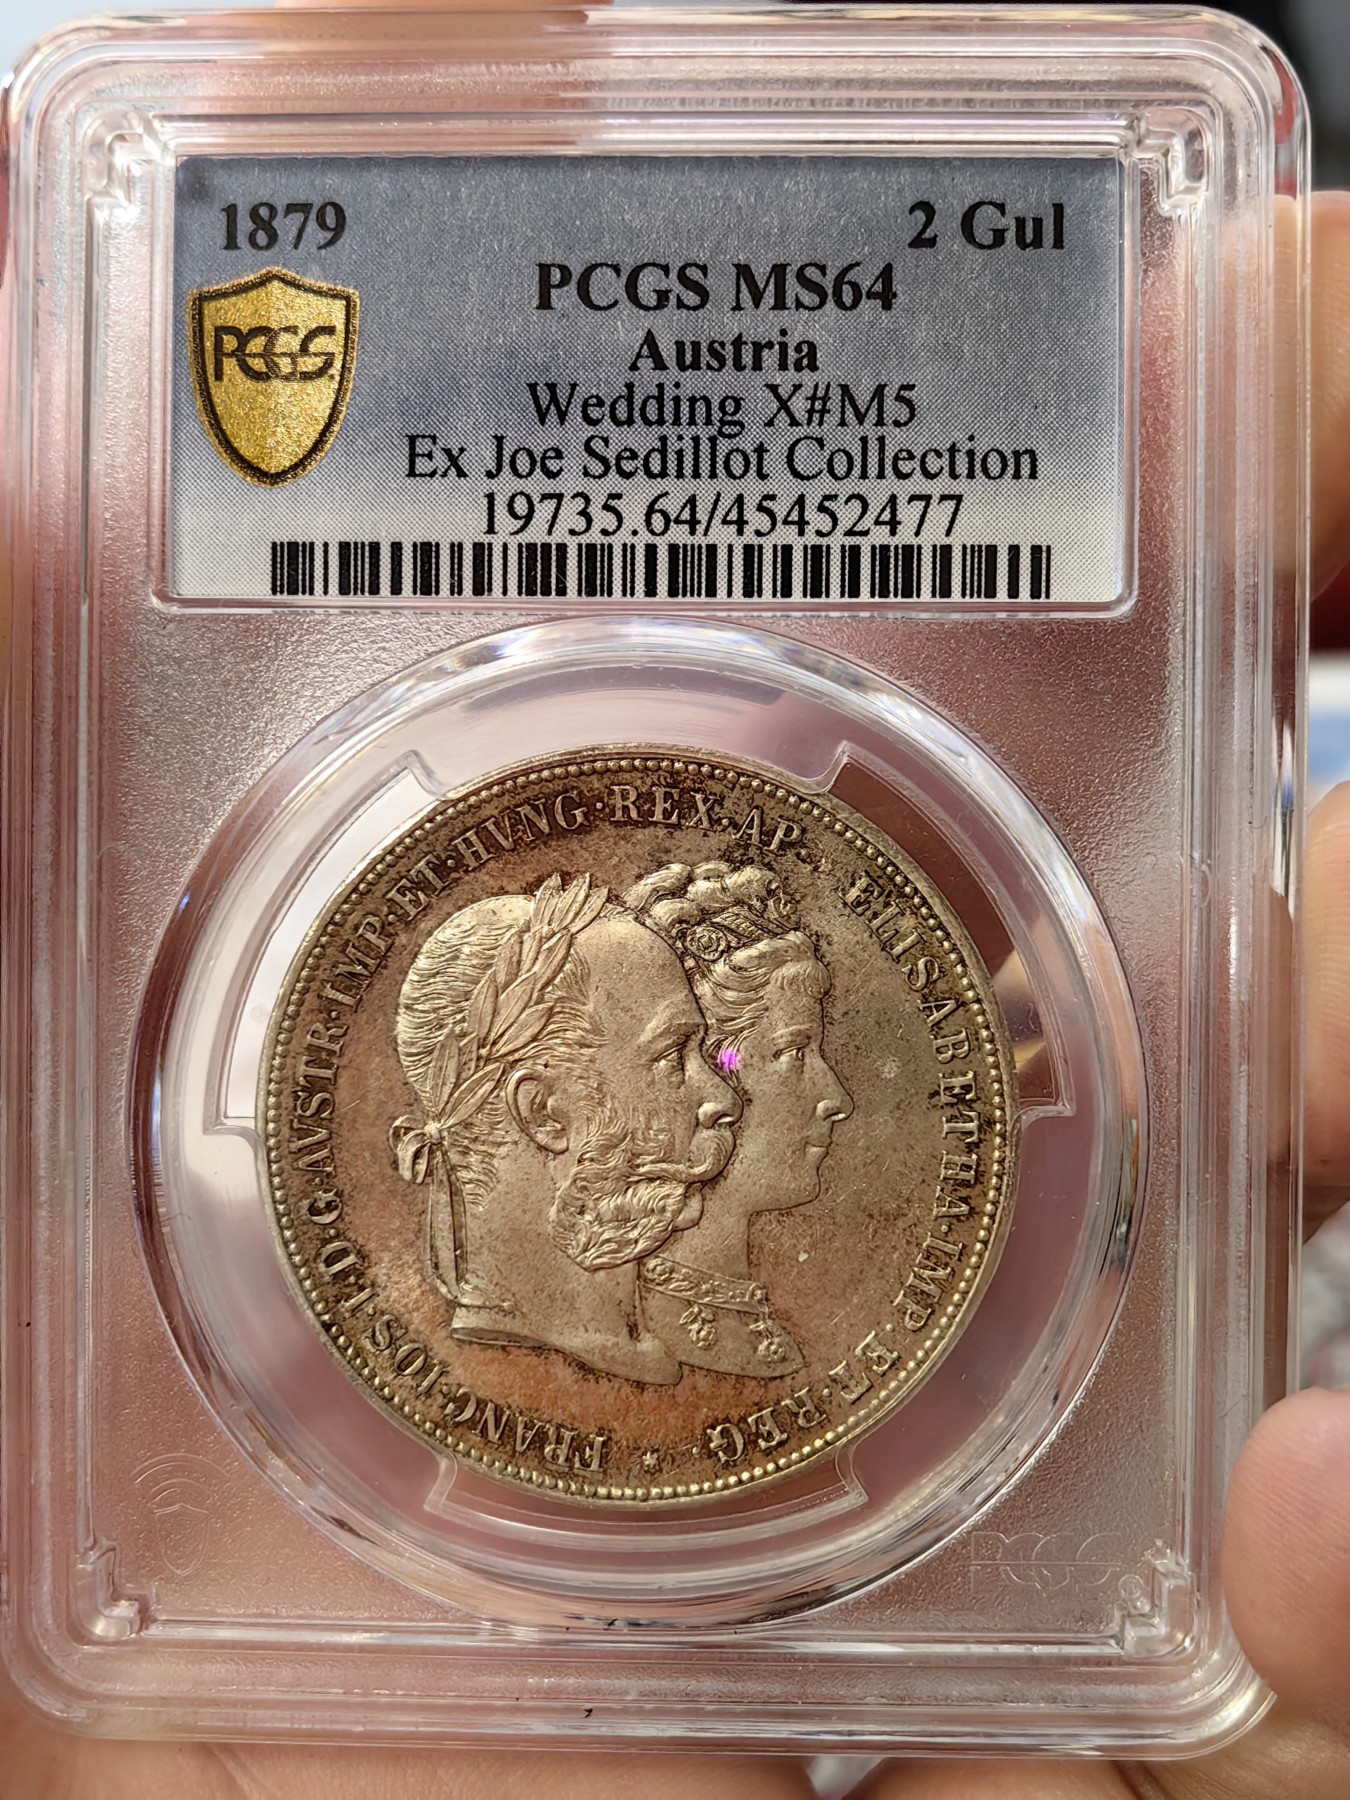 1879 2 Gul
PCGS MS64
PCGS
Austria
Wedding X#M5
Ex Joe Sedillot Collection
19735.64/45452477
FRANC·IOS·I·D·G·AVSTR·IMP·ET·HVNG·REX·AP· ELISABETHA·IMP·ET·REG·
PCGS